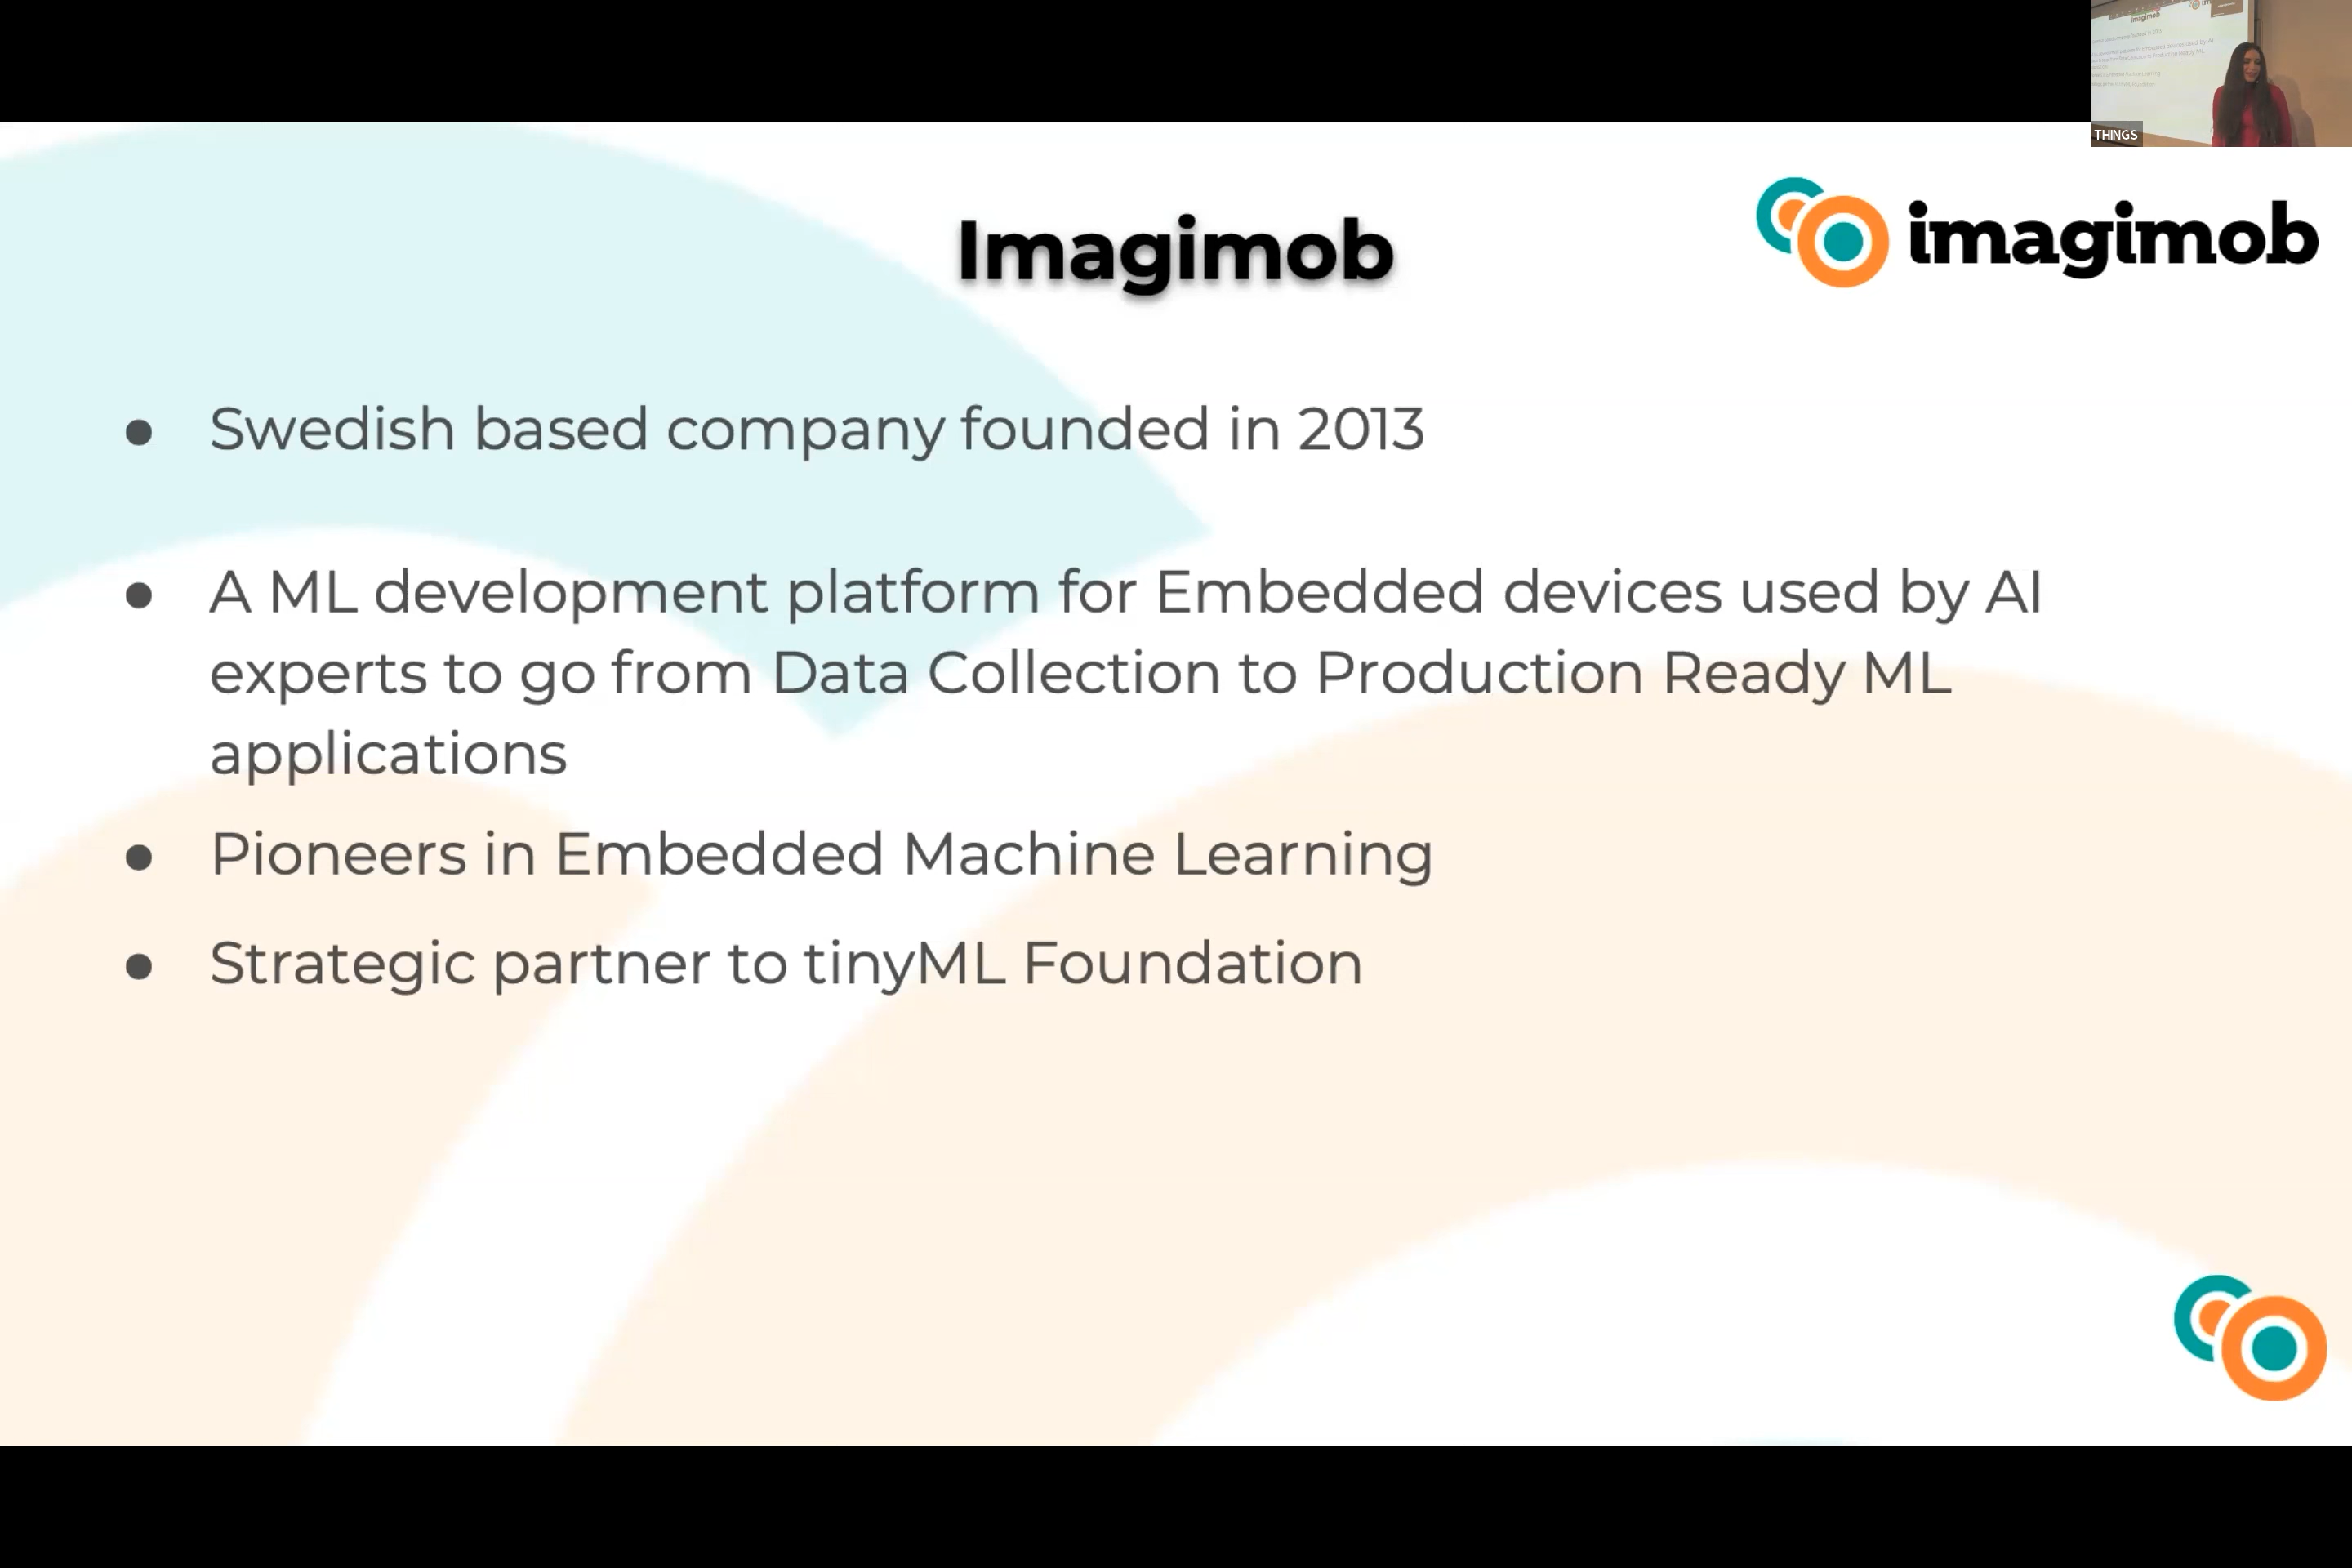 THINGS
Imagimob
imagimob
Swedish based company founded in 2013
A ML development platform for Embedded devices used by AI
experts to go from Data Collection to Production Ready ML
applications
Pioneers in Embedded Machine Learning
Strategic partner to tinyML Foundation